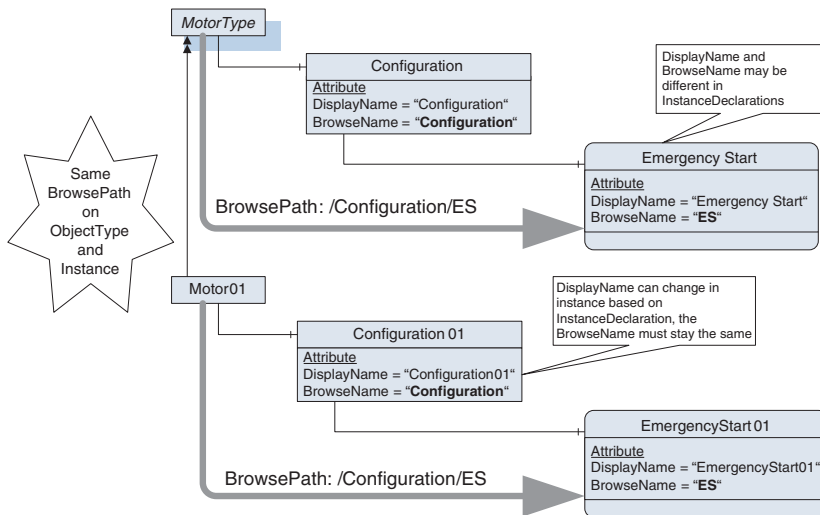 MotorType
Configuration
Attribute
DisplayName = “Configuration“
BrowseName = “Configuration“
DisplayName and
BrowseName may be
different in
InstanceDeclarations
Emergency Start
Attribute
DisplayName = “Emergency Start“
BrowseName = “ES“
BrowsePath: /Configuration/ES
Same
BrowsePath
on
ObjectType
and
Instance
Motor01
DisplayName can change in
instance based on
InstanceDeclaration, the
BrowseName must stay the same
Configuration 01
Attribute
DisplayName = “Configuration01“
BrowseName = “Configuration“
EmergencyStart 01
Attribute
DisplayName = “EmergencyStart01“
BrowseName = “ES“
BrowsePath: /Configuration/ES